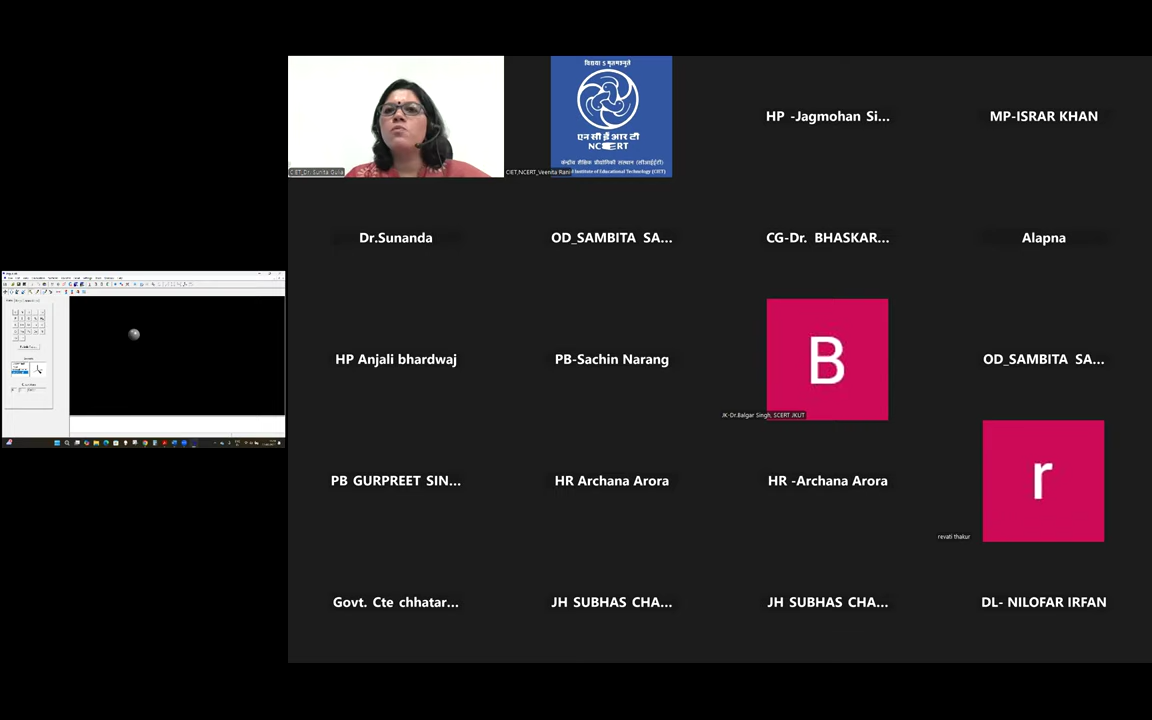 विद्यया ऽ मृतमश्नुते
एन सी ई आर टी
NCERT
केन्द्रीय शैक्षिक प्रौद्योगिकी संस्थान (सीआईईटी)
Institute of Educational Technology (CIET)
CIET_Dr. Sunita Gulia
CIET,NCERT_Veenita Rani
HP -Jagmohan Si...
MP-ISRAR KHAN
Dr.Sunanda
OD_SAMBITA SA...
CG-Dr. BHASKAR...
Alapna
HP Anjali bhardwaj
PB-Sachin Narang
B
JK-Dr.Balgar Singh, SCERT JKUT
OD_SAMBITA SA...
PB GURPREET SIN...
HR Archana Arora
HR -Archana Arora
r
revati thakur
Govt. Cte chhatar...
JH SUBHAS CHA...
JH SUBHAS CHA...
DL- NILOFAR IRFAN